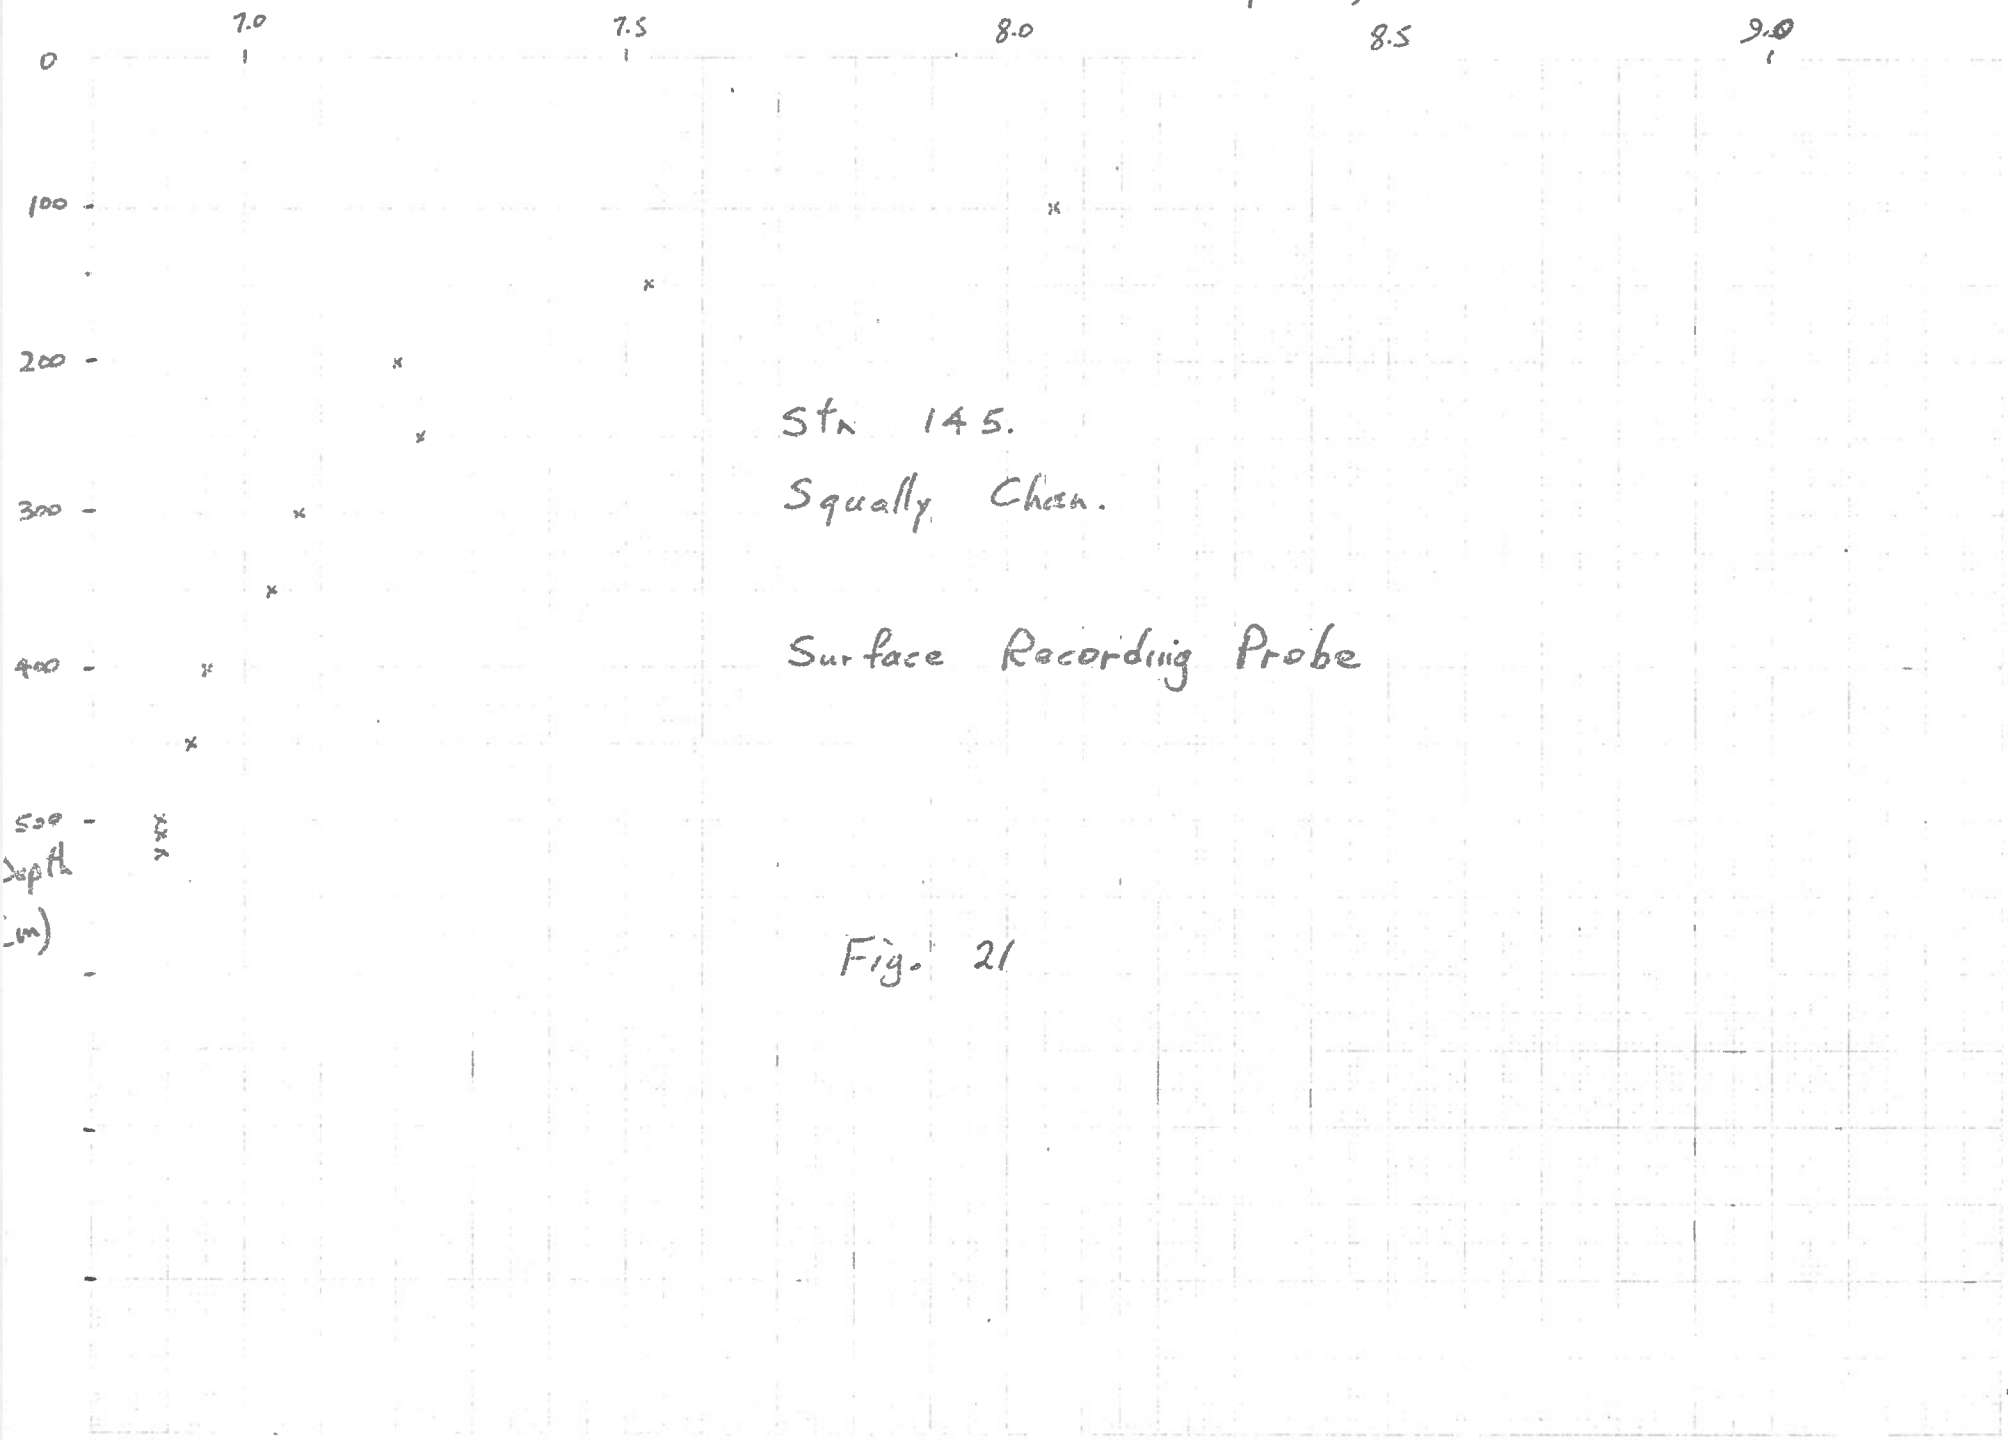 7.0 7.5 8.0 8.5 9.0
0
100
200
Stn 145.
Squally Chan.
300
Surface Recording Probe
400
500
Depth
(m)
Fig. 21